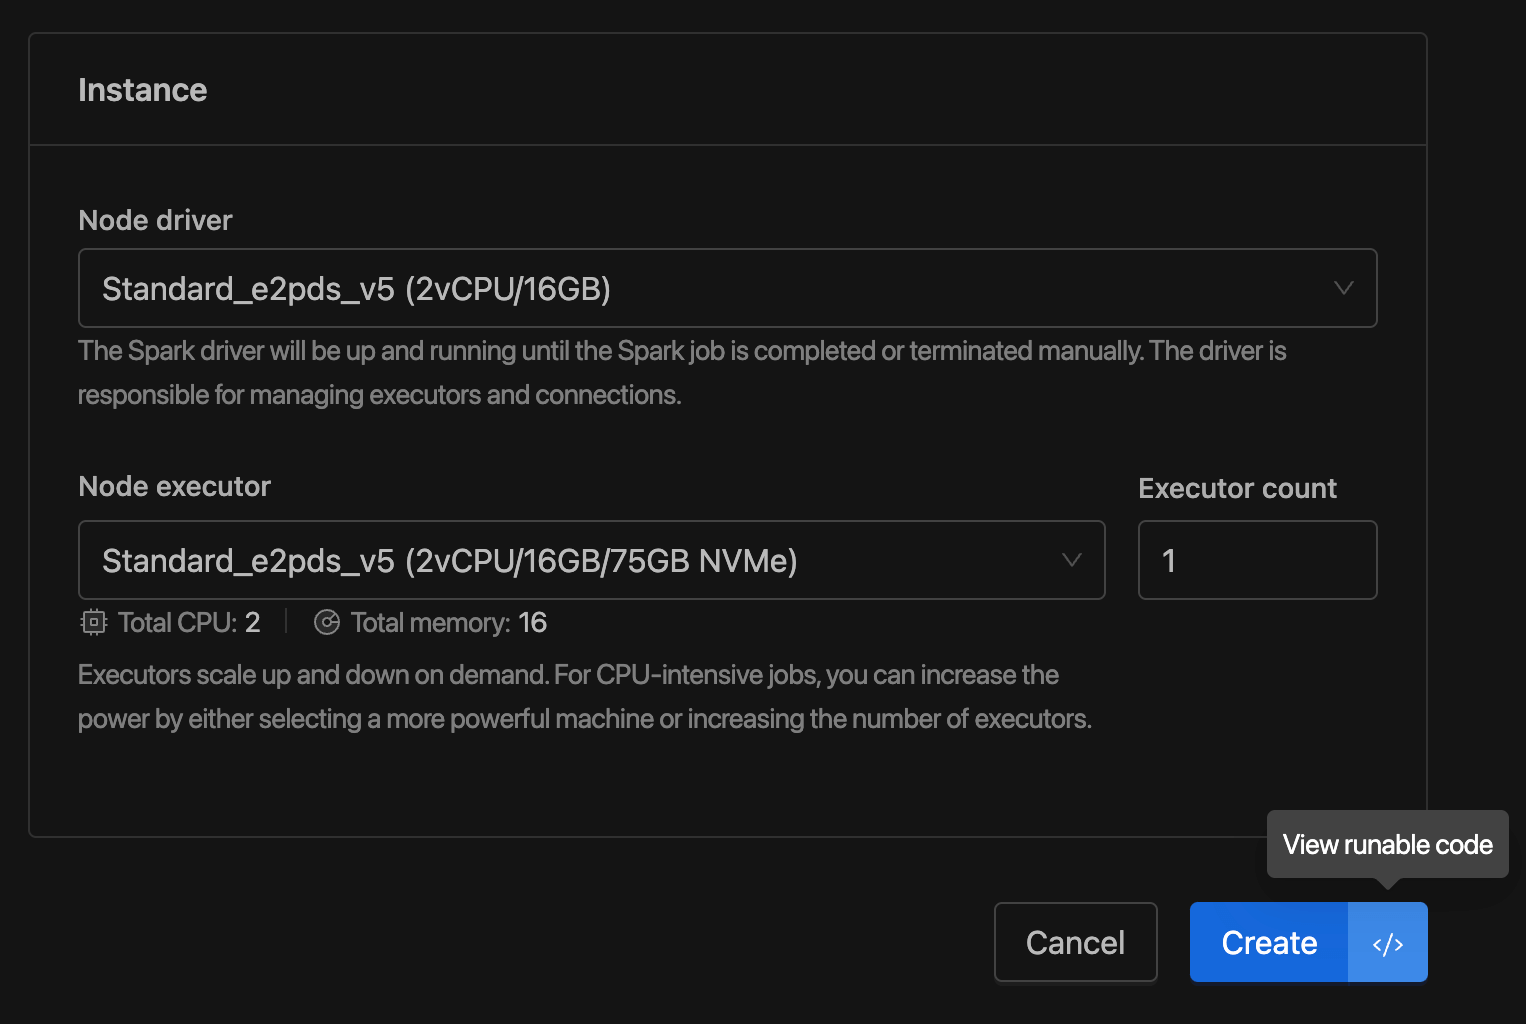 Instance
Node driver
Standard_e2pds_v5 (2vCPU/16GB)
The Spark driver will be up and running until the Spark job is completed or terminated manually. The driver is
responsible for managing executors and connections.
Node executor
Executor count
Standard_e2pds_v5 (2vCPU/16GB/75GB NVMe)
1
Total CPU: 2
Total memory: 16
Executors scale up and down on demand. For CPU-intensive jobs, you can increase the
power by either selecting a more powerful machine or increasing the number of executors.
View runable code
Cancel
Create
</>